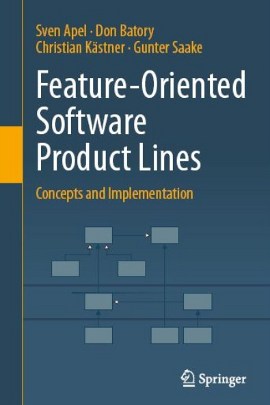 Sven Apel · Don Batory
Christian Kästner · Gunter Saake
Feature-Oriented
Software
Product Lines
Concepts and Implementation
Springer